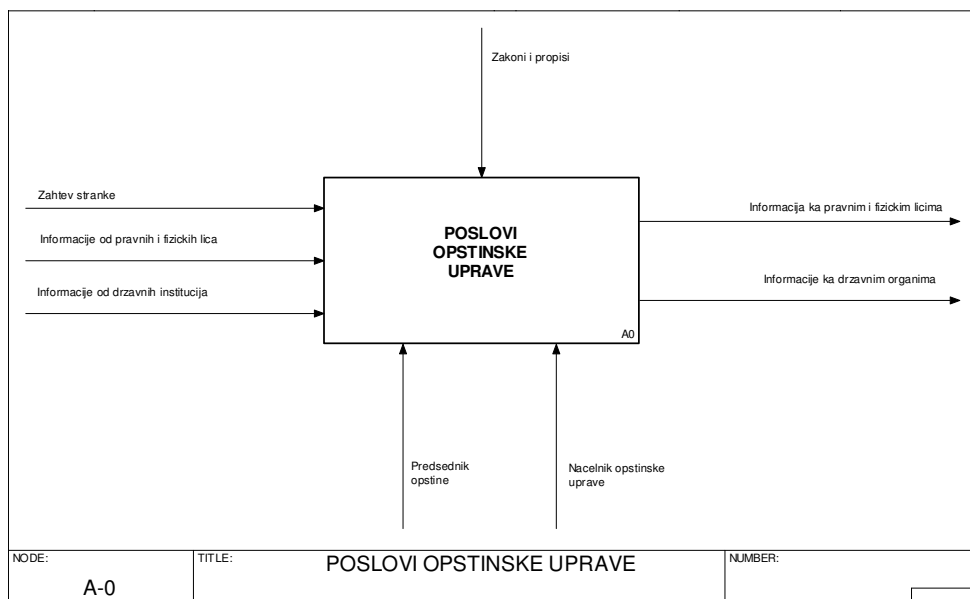 Zakoni i propisi
Zahtev stranke
Informacije od pravnih i fizickih lica
Informacije od drzavnih institucija
POSLOVI
OPSTINSKE
UPRAVE
A0
Informacija ka pravnim i fizickim licima
Informacije ka drzavnim organima
Predsednik
opstine
Nacelnik opstinske
uprave
NODE:
A-0
TITLE:
POSLOVI OPSTINSKE UPRAVE
NUMBER: